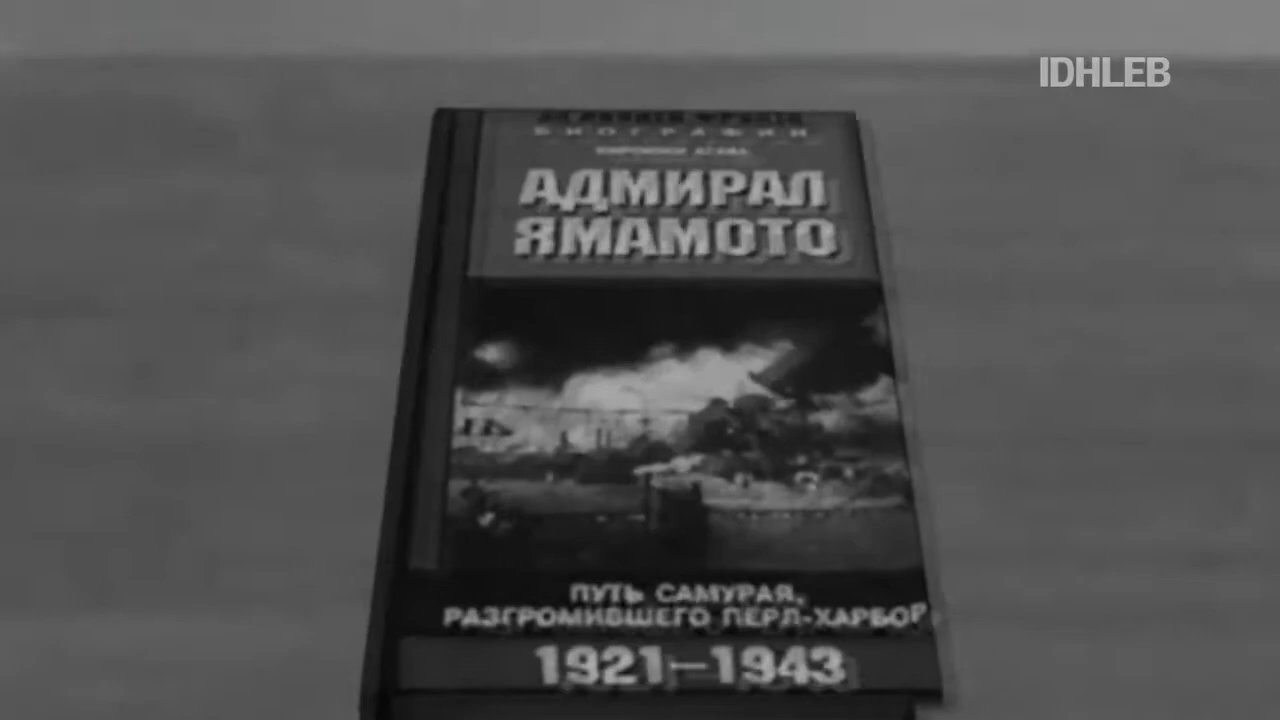 IDHLEB
БИОГРАФИИ
АДМИРАЛ
ЯМАМОТО
ПУТЬ САМУРАЯ,
РАЗГРОМИВШЕГО ПЕРЛ-ХАРБОР
1921—1943